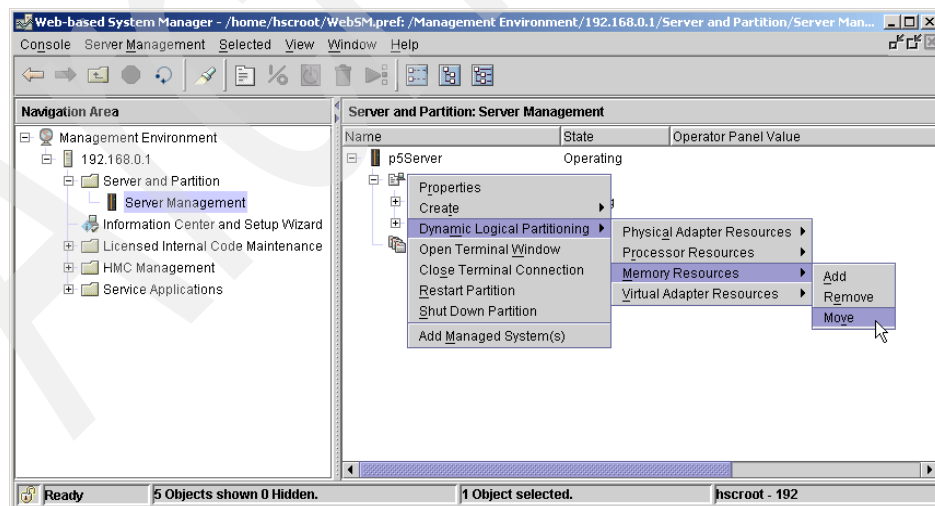 Web-based System Manager - /home/hscroot/WebSM.pref: /Management Environment/192.168.0.1/Server and Partition/Server Man...
Console Server Management Selected View Window Help
Navigation Area
Management Environment
192.168.0.1
Server and Partition
Server Management
Information Center and Setup Wizard
Licensed Internal Code Maintenance
HMC Management
Service Applications
Server and Partition: Server Management
Name State Operator Panel Value
p5Server Operating
Properties
Create
Dynamic Logical Partitioning
Open Terminal Window
Close Terminal Connection
Restart Partition
Shut Down Partition
Add Managed System(s)
Physical Adapter Resources
Processor Resources
Memory Resources
Virtual Adapter Resources
Add
Remove
Move
Ready 5 Objects shown 0 Hidden. 1 Object selected. hscroot - 192